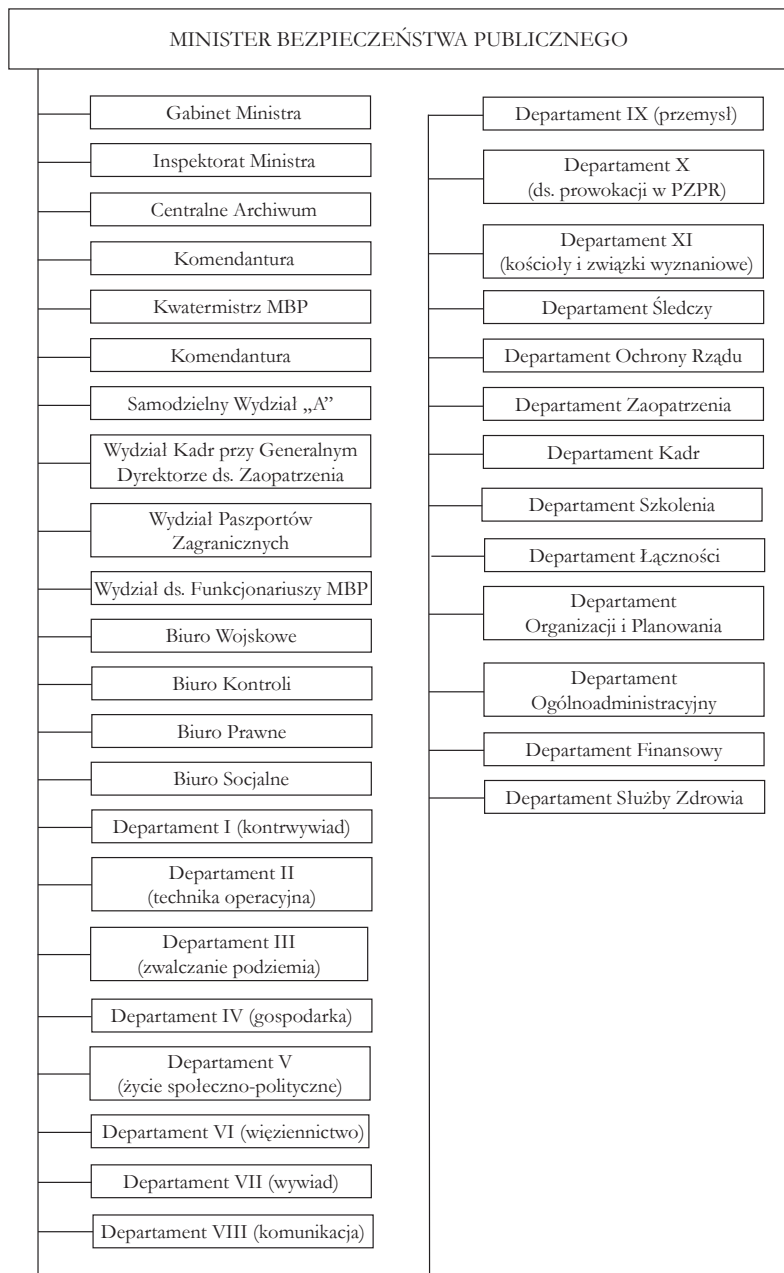 MINISTER BEZPIECZEŃSTWA PUBLICZNEGO
Gabinet Ministra
Inspektorat Ministra
Centralne Archiwum
Komendantura
Kwatermistrz MBP
Komendantura
Samodzielny Wydział „A”
Wydział Kadr przy Generalnym
Dyrektorze ds. Zaopatrzenia
Wydział Paszportów
Zagranicznych
Wydział ds. Funkcjonariuszy MBP
Biuro Wojskowe
Biuro Kontroli
Biuro Prawne
Biuro Socjalne
Departament I (kontrwywiad)
Departament II
(technika operacyjna)
Departament III
(zwalczanie podziemia)
Departament IV (gospodarka)
Departament V
(życie społeczno-polityczne)
Departament VI (więziennictwo)
Departament VII (wywiad)
Departament VIII (komunikacja)
Departament IX (przemysł)
Departament X
(ds. prowokacji w PZPR)
Departament XI
(kościoły i związki wyznaniowe)
Departament Śledczy
Departament Ochrony Rządu
Departament Zaopatrzenia
Departament Kadr
Departament Szkolenia
Departament Łączności
Departament
Organizacji i Planowania
Departament
Ogólnoadministracyjny
Departament Finansowy
Departament Służby Zdrowia